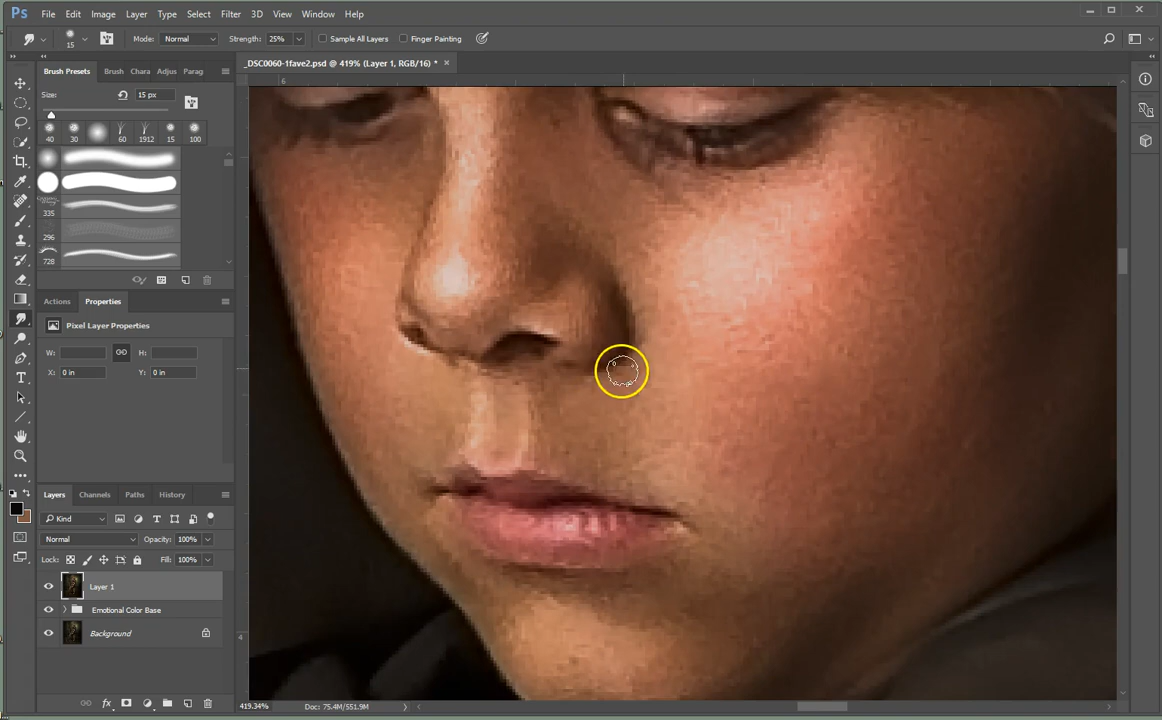 Ps File Edit Image Layer Type Select Filter 3D View Window Help
15 Mode: Normal Strength: 25% Sample All Layers Finger Painting
_DSC0060-1fave2.psd @ 419% (Layer 1, RGB/16) * ×
Brush Presets Brush Chara Adjus Parag
6
Size: 15 px
40 30 60 1912 15 100
335
296
728
Actions Properties
Pixel Layer Properties
W: H:
X: 0 in Y: 0 in
Layers Channels Paths History
Kind
Normal Opacity: 100%
Lock: Fill: 100%
Layer 1
Emotional Color Base
Background
4
419.34% Doc: 75.4M/551.9M